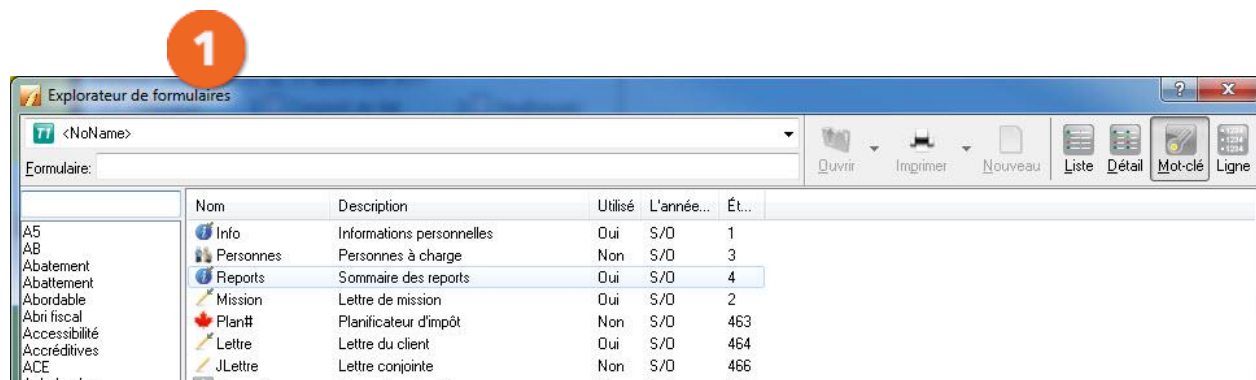 1
Explorateur de formulaires
T1 <NoName>
Formulaire:
Ouvrir Imprimer Nouveau Liste Détail Mot-clé Ligne
Nom Description Utilisé L'année... Ét...
A5
AB
Abatement
Abattement
Abordable
Abri fiscal
Accessibilité
Accréditives
ACE
Info Informations personnelles Oui S/O 1
Personnes Personnes à charge Non S/O 3
Reports Sommaire des reports Oui S/O 4
Mission Lettre de mission Oui S/O 2
Plan# Planificateur d'impôt Non S/O 463
Lettre Lettre du client Oui S/O 464
JLettre Lettre conjointe Non S/O 466